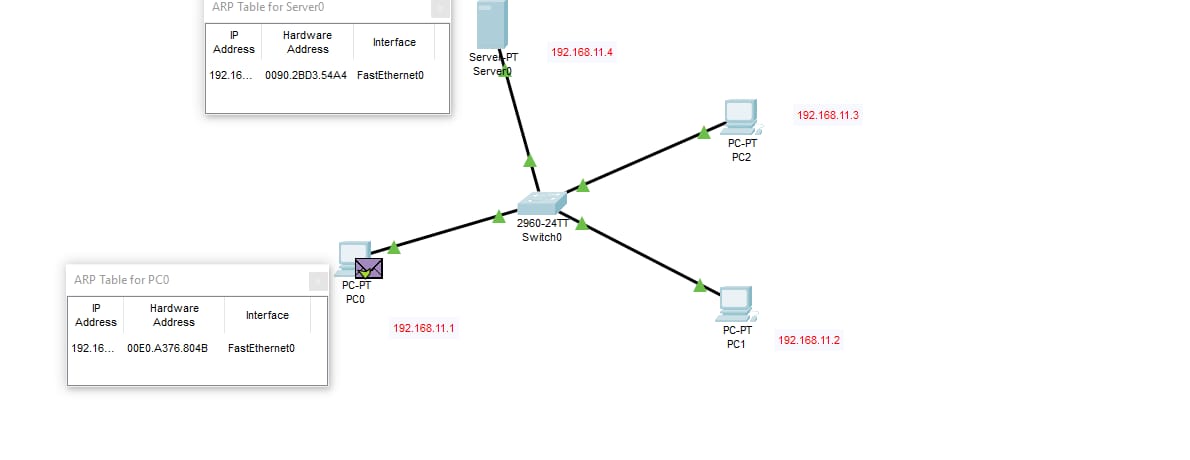 ARP Table for Server0
IP Address
Hardware Address
Interface
192.16... 0090.2BD3.54A4 FastEthernet0
Server-PT
Server0
192.168.11.4
192.168.11.3
PC-PT
PC2
2960-24TT
Switch0
ARP Table for PC0
IP Address
Hardware Address
Interface
192.16... 00E0.A376.804B FastEthernet0
PC-PT
PC0
192.168.11.1
PC-PT
PC1
192.168.11.2